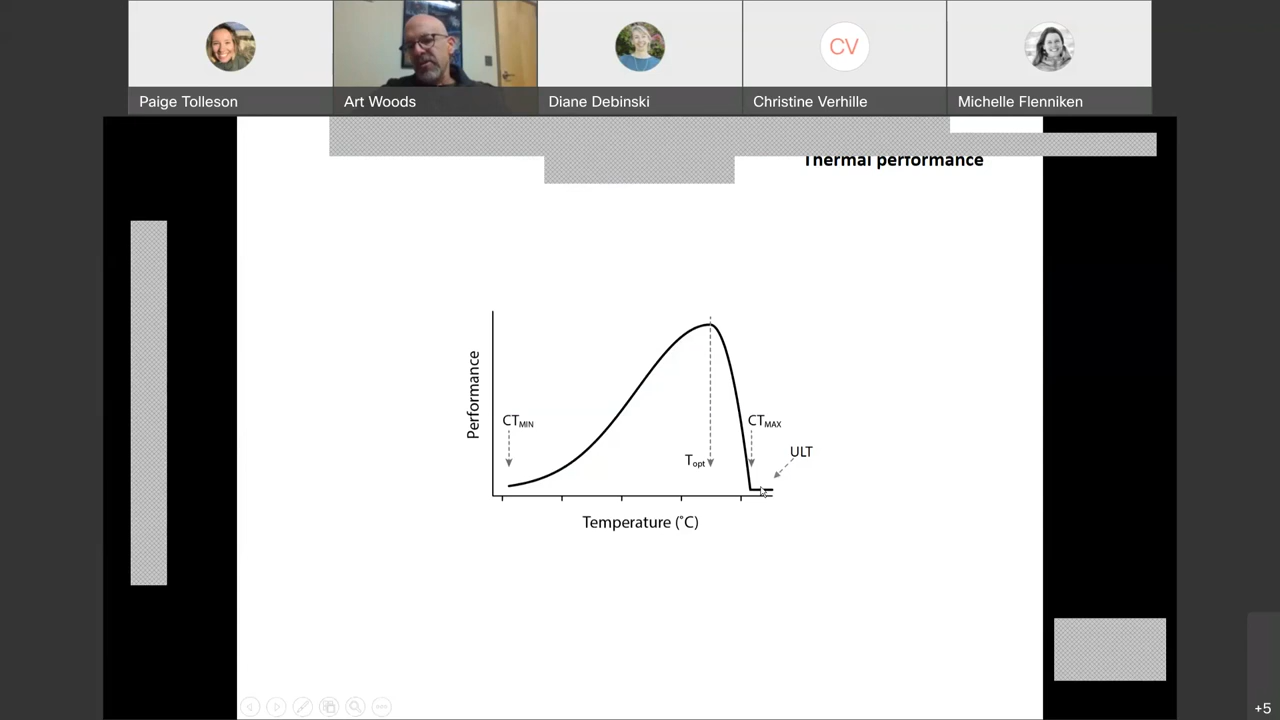 Paige Tolleson
Art Woods
Diane Debinski
CV
Christine Verhille
Michelle Flenniken
Thermal performance
Performance
CTMIN
CTMAX
Topt
ULT
Temperature (˚C)
+5